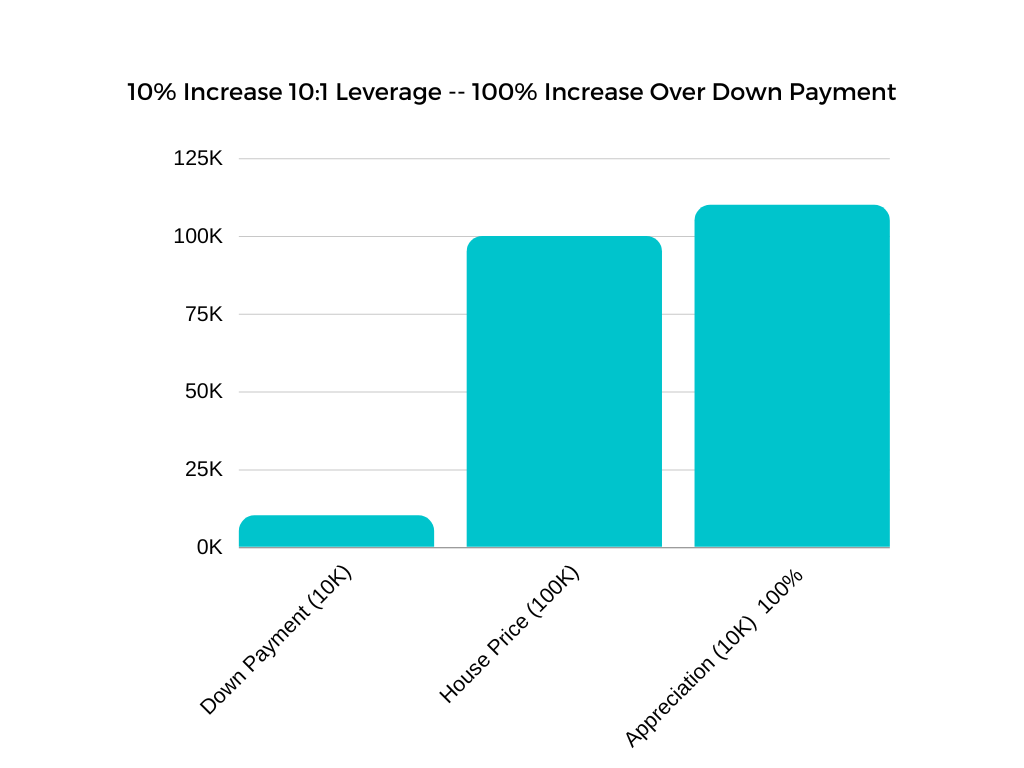 10% Increase 10:1 Leverage -- 100% Increase Over Down Payment
125K
100K
75K
50K
25K
0K
Down Payment (10K)
House Price (100K)
Appreciation (10K)  100%